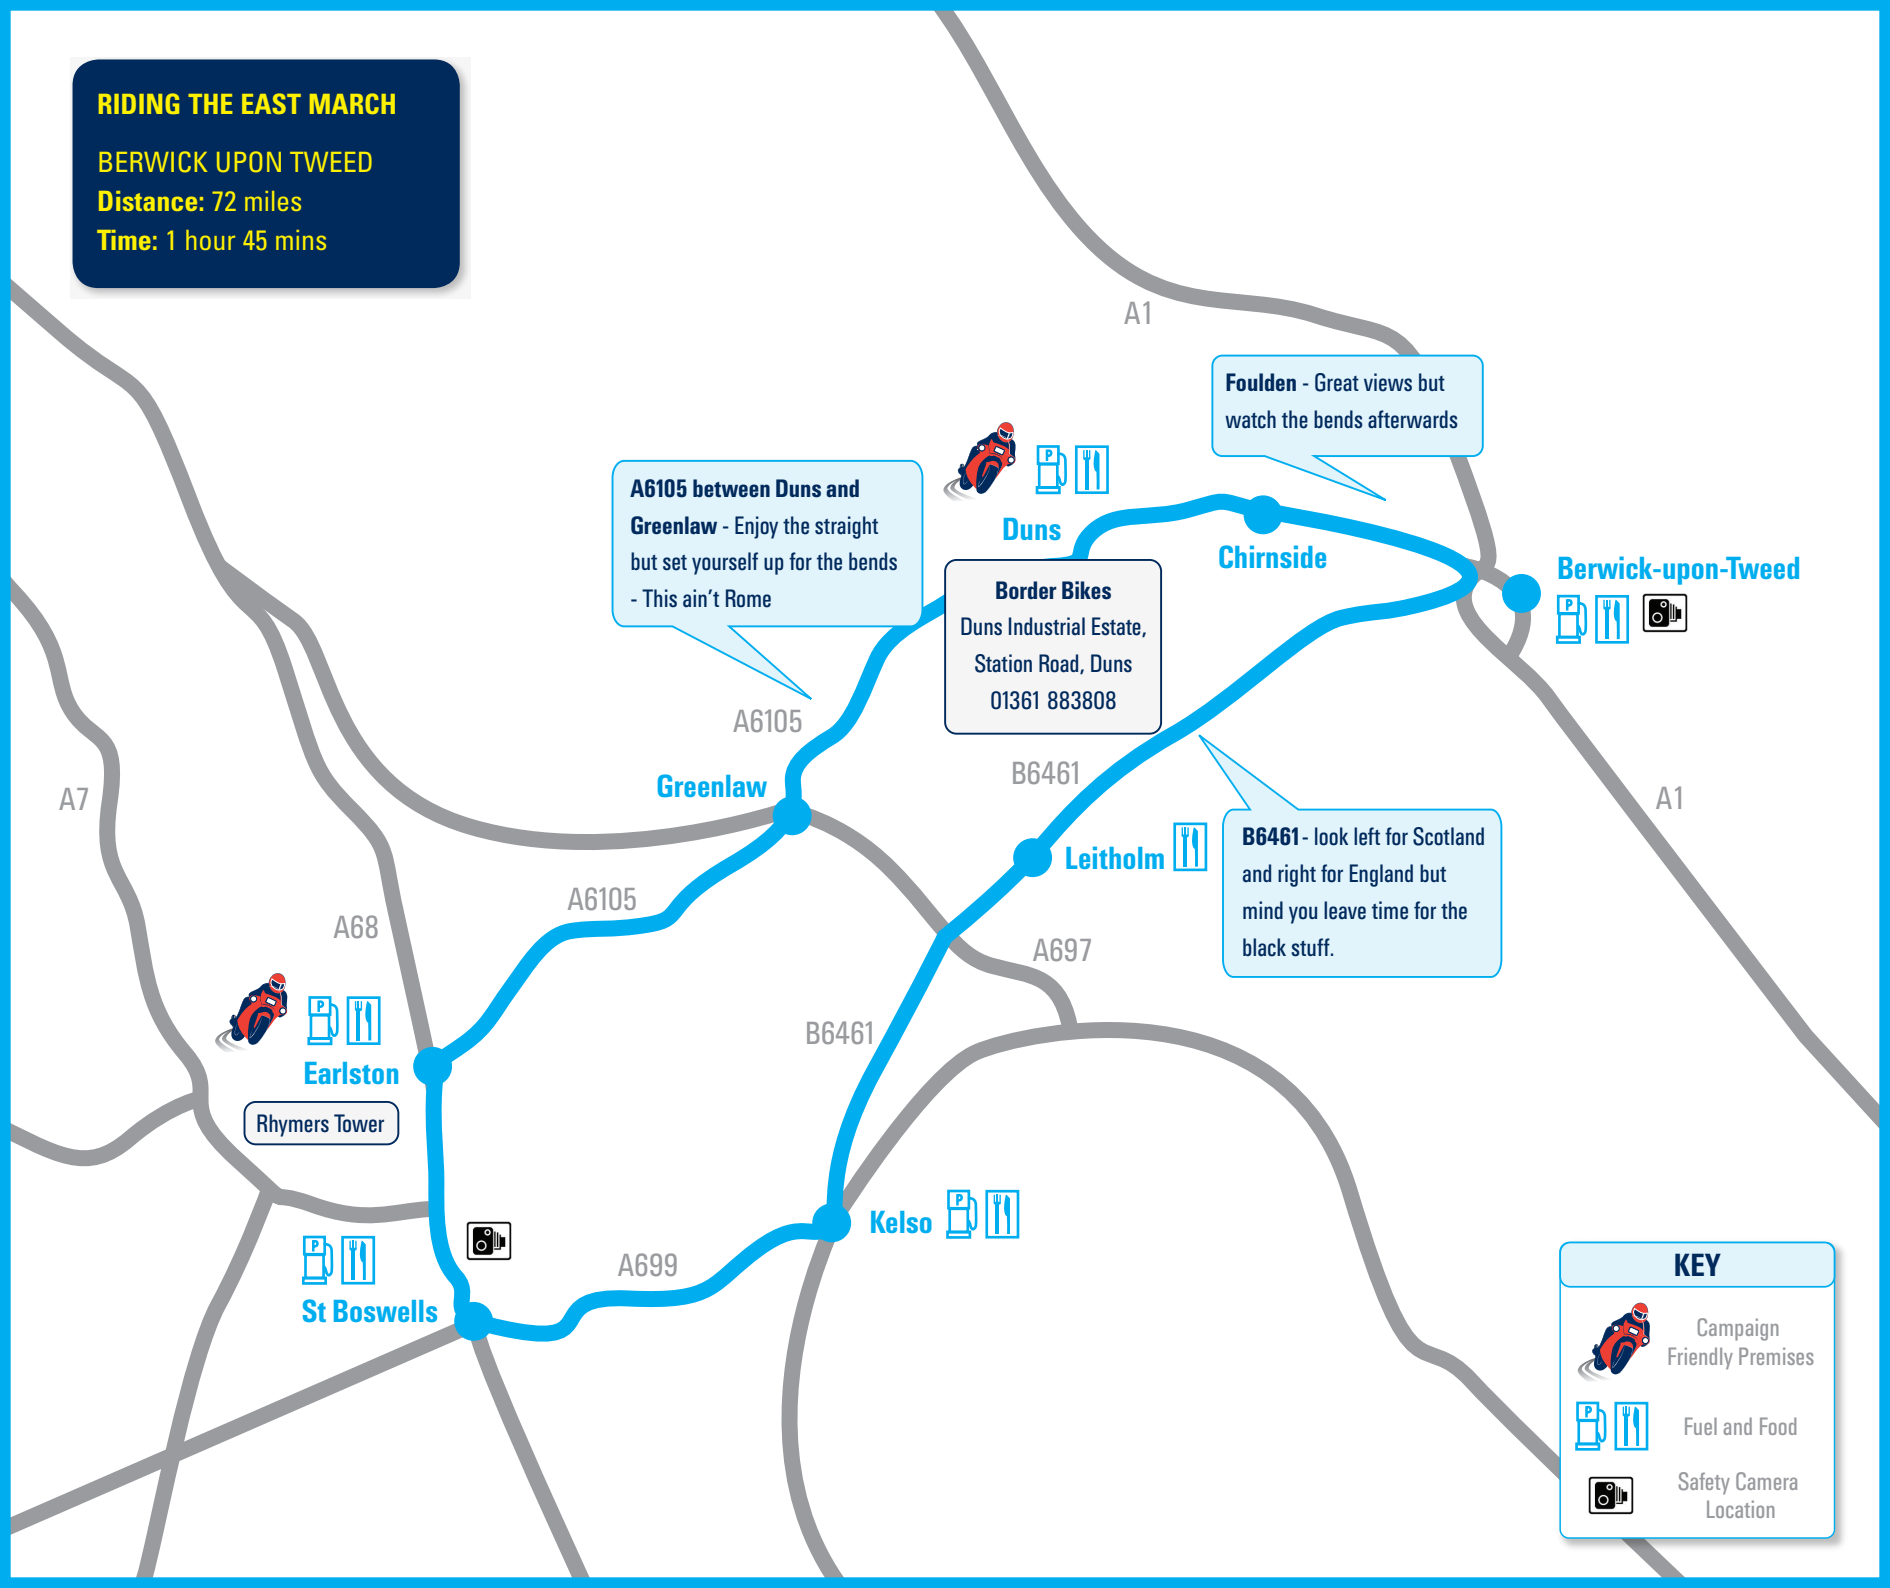 RIDING THE EAST MARCH
BERWICK UPON TWEED
Distance: 72 miles
Time: 1 hour 45 mins
A1
Foulden - Great views but
watch the bends afterwards
A6105 between Duns and
Greenlaw - Enjoy the straight
but set yourself up for the bends
- This ain't Rome
P
Duns
Chirnside
Berwick-upon-Tweed
P
Border Bikes
Duns Industrial Estate,
Station Road, Duns
01361 883808
A6105
Greenlaw
B6461
A7
A1
Leitholm
B6461- look left for Scotland
and right for England but
mind you leave time for the
black stuff.
A6105
A68
A697
P
B6461
Earlston
Rhymers Tower
Kelso
P
P
A699
St Boswells
KEY
Campaign
Friendly Premises
P
Fuel and Food
Safety Camera
Location